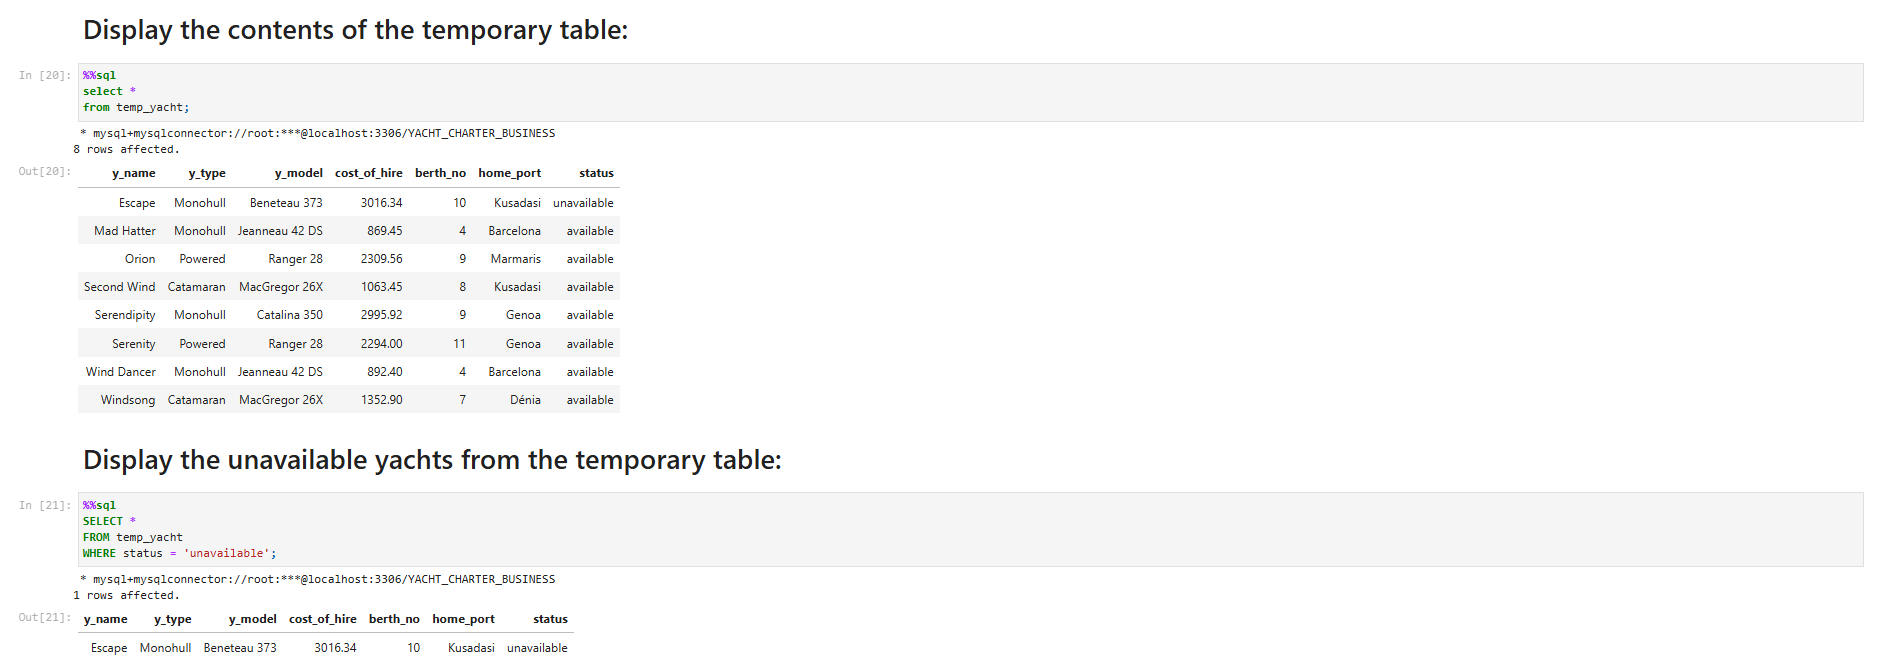 Display the contents of the temporary table:
In [20]: %%sql
select *
from temp_yacht;
* mysql+mysqlconnector://root:***@localhost:3306/YACHT_CHARTER_BUSINESS
8 rows affected.
Out[20]: y_name y_type y_model cost_of_hire berth_no home_port status
Escape Monohull Beneteau 373 3016.34 10 Kusadasi unavailable
Mad Hatter Monohull Jeanneau 42 DS 869.45 4 Barcelona available
Orion Powered Ranger 28 2309.56 9 Marmaris available
Second Wind Catamaran MacGregor 26X 1063.45 8 Kusadasi available
Serendipity Monohull Catalina 350 2995.92 9 Genoa available
Serenity Powered Ranger 28 2294.00 11 Genoa available
Wind Dancer Monohull Jeanneau 42 DS 892.40 4 Barcelona available
Windsong Catamaran MacGregor 26X 1352.90 7 Dénia available
Display the unavailable yachts from the temporary table:
In [21]: %%sql
SELECT *
FROM temp_yacht
WHERE status = 'unavailable';
* mysql+mysqlconnector://root:***@localhost:3306/YACHT_CHARTER_BUSINESS
1 rows affected.
Out[21]: y_name y_type y_model cost_of_hire berth_no home_port status
Escape Monohull Beneteau 373 3016.34 10 Kusadasi unavailable